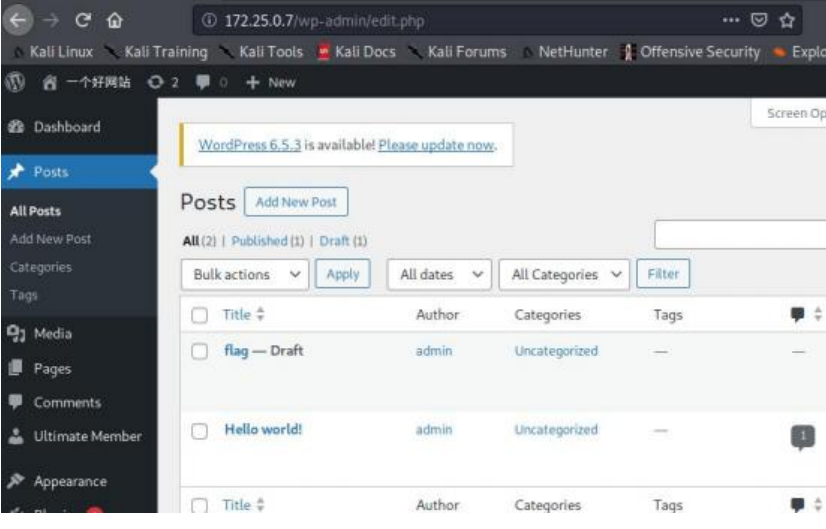 172.25.0.7/wp-admin/edit.php
Kali Linux Kali Training Kali Tools Kali Docs Kali Forums NetHunter Offensive Security Explo
一个好网站 2 0 + New
Screen Op
Dashboard
WordPress 6.5.3 is available! Please update now.
Posts
Posts Add New Post
All Posts
Add New Post
Categories
Tags
All (2) | Published (1) | Draft (1)
Bulk actions Apply All dates All Categories Filter
Title Author Categories Tags
Media
flag — Draft admin Uncategorized — —
Pages
Comments
Hello world! admin Uncategorized — 1
Ultimate Member
Appearance
Title Author Categories Tags